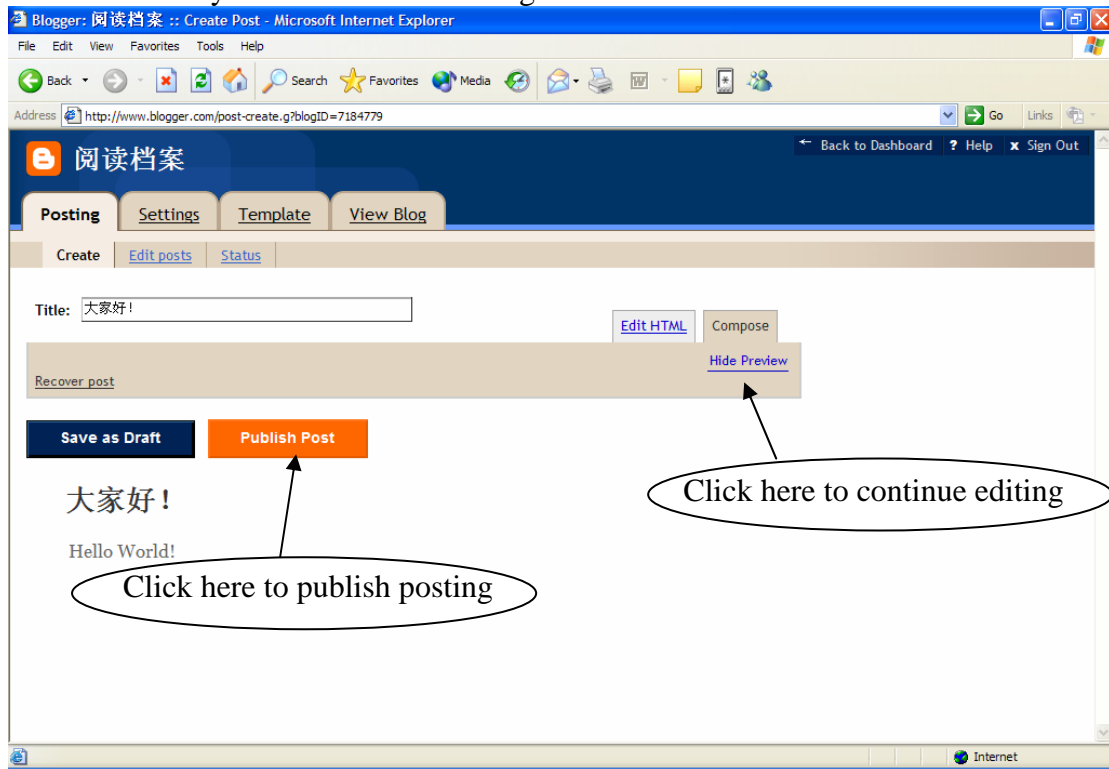 Blogger: 阅读档案 :: Create Post - Microsoft Internet Explorer
File Edit View Favorites Tools Help
Back Search Favorites Media
Address http://www.blogger.com/post-create.g?blogID=7184779 Go Links
阅读档案
Back to Dashboard ? Help x Sign Out
Posting Settings Template View Blog
Create Edit posts Status
Title: 大家好!
Edit HTML Compose
Hide Preview
Recover post
Save as Draft Publish Post
Click here to continue editing
大家好!
Hello World!
Click here to publish posting
Internet